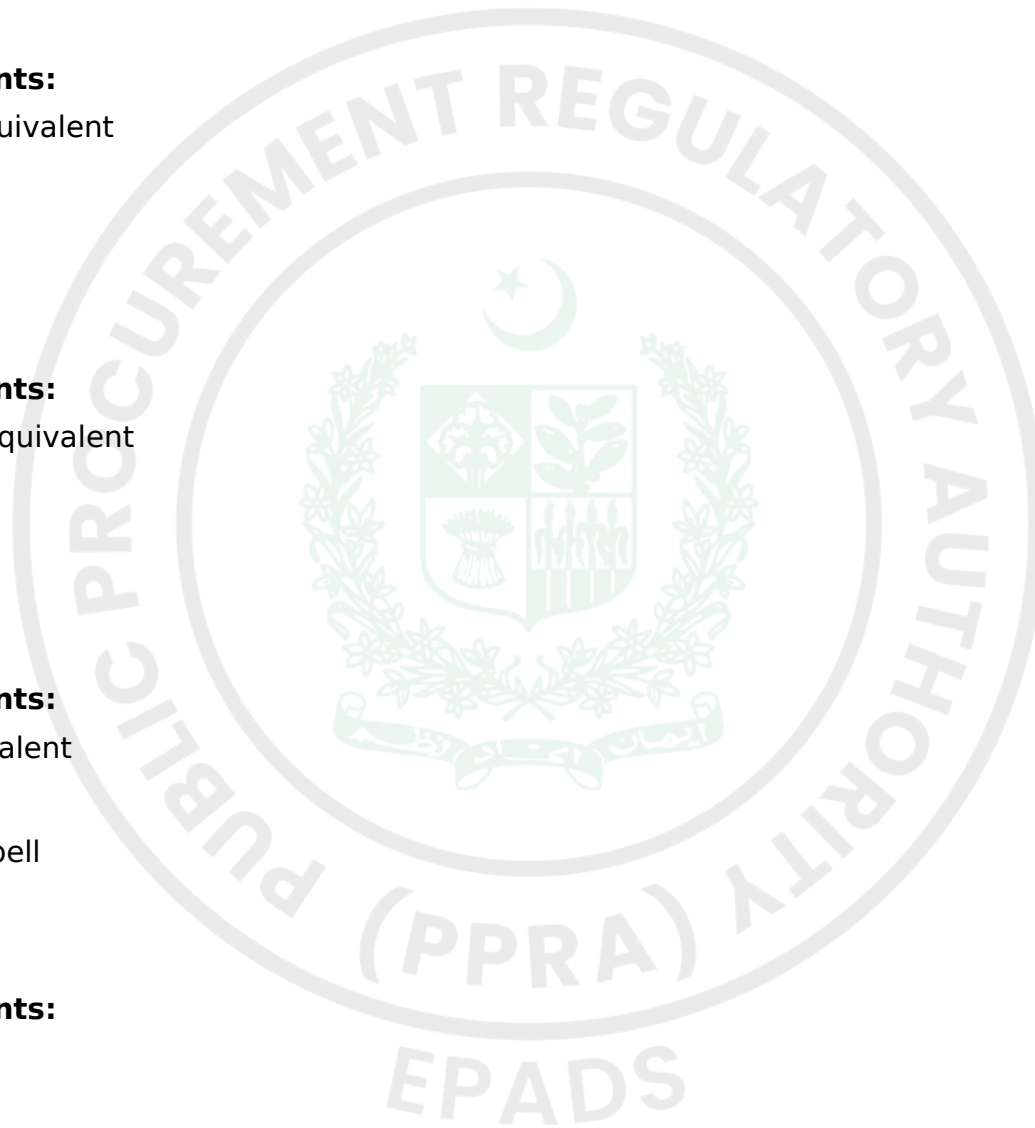 nts:
uivalent
nts:
quivalent
nts:
alent
bell
nts:
PUBLIC PROCUREMENT REGULATORY AUTHORITY
(PPRA)
EPADS